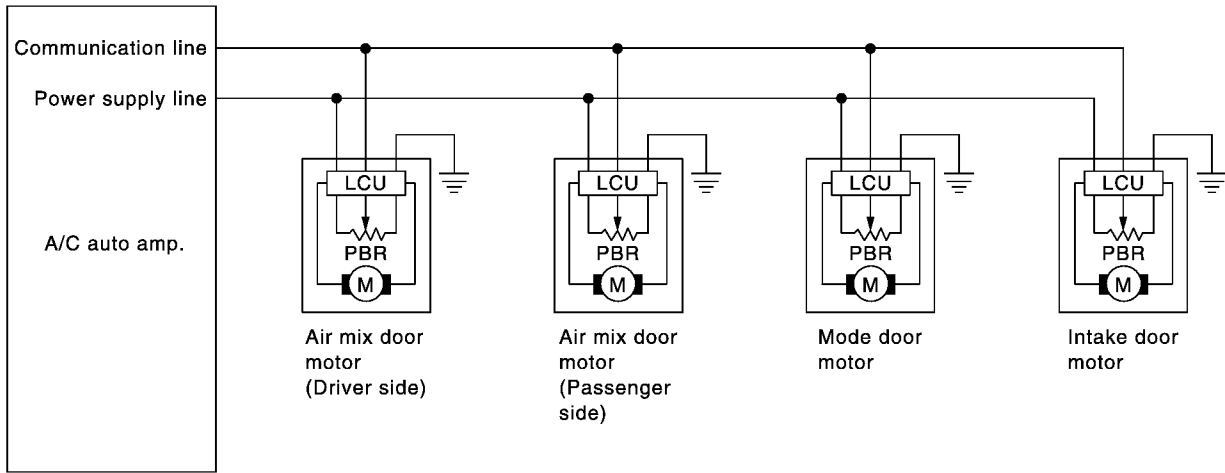 Communication line
Power supply line
A/C auto amp.
LCU
PBR
M
Air mix door
motor
(Driver side)
LCU
PBR
M
Air mix door
motor
(Passenger
side)
LCU
PBR
M
Mode door
motor
LCU
PBR
M
Intake door
motor